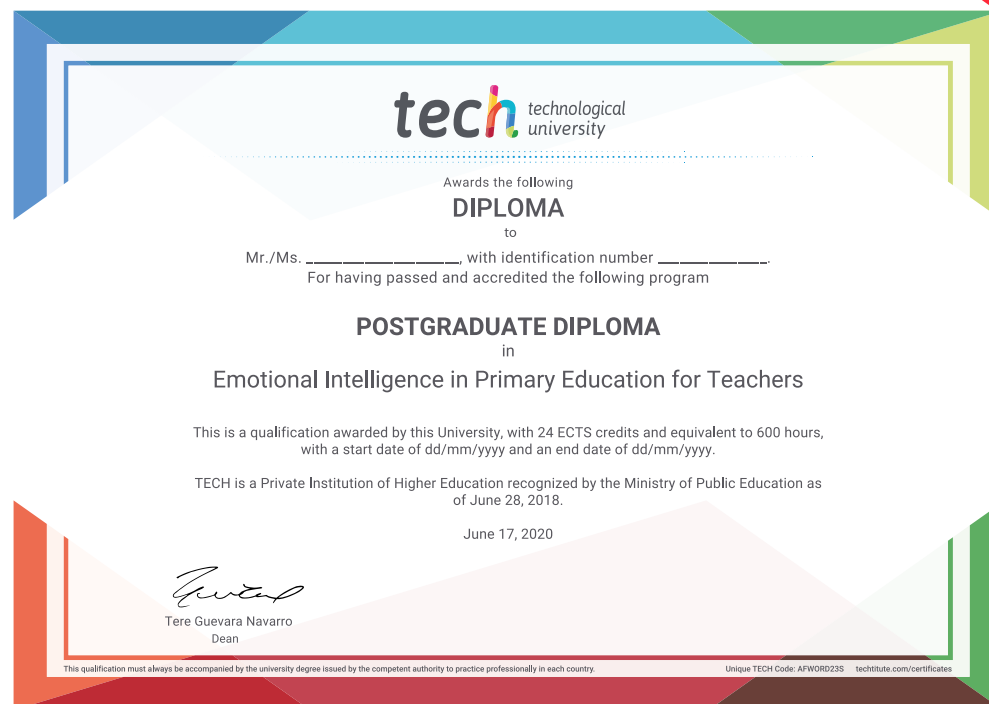 tech technological
university
Awards the following
DIPLOMA
to
Mr./Ms. ____________________, with identification number ______________.
For having passed and accredited the following program
POSTGRADUATE DIPLOMA
in
Emotional Intelligence in Primary Education for Teachers
This is a qualification awarded by this University, with 24 ECTS credits and equivalent to 600 hours,
with a start date of dd/mm/yyyy and an end date of dd/mm/yyyy.
TECH is a Private Institution of Higher Education recognized by the Ministry of Public Education as
of June 28, 2018.
June 17, 2020
Tere Guevara Navarro
Dean
This qualification must always be accompanied by the university degree issued by the competent authority to practice professionally in each country.
Unique TECH Code: AFWORD23S techtitute.com/certificates